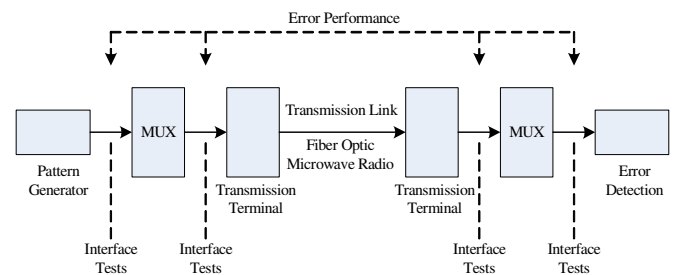 Error Performance
MUX
Transmission Link
MUX
Fiber Optic
Microwave Radio
Pattern
Generator
Transmission
Terminal
Transmission
Terminal
Error
Detection
Interface
Tests
Interface
Tests
Interface
Tests
Interface
Tests